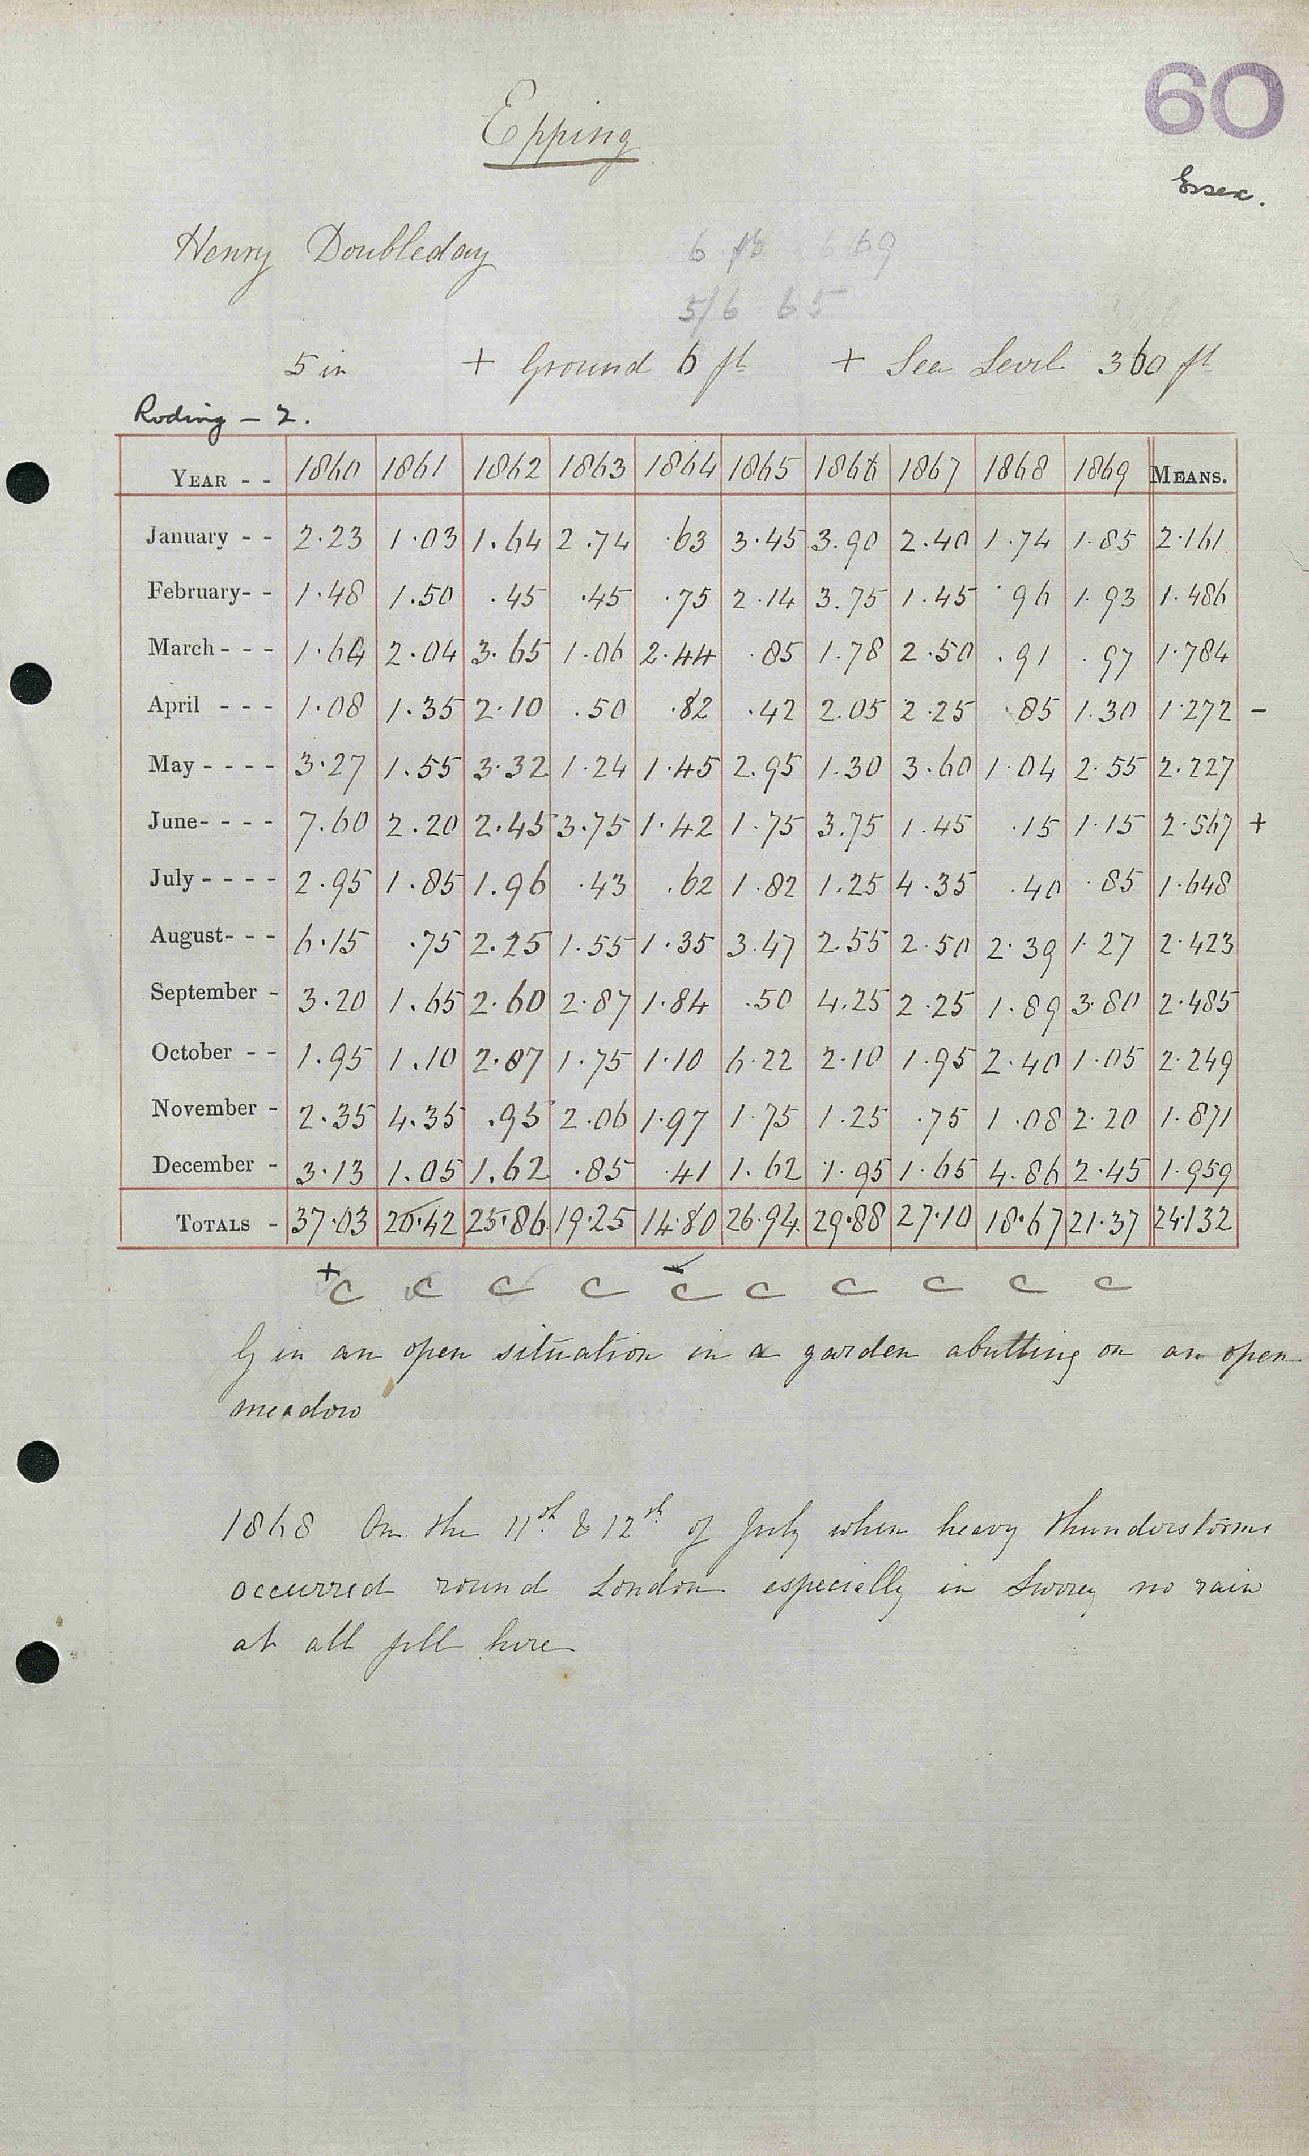 60
Epping
Essex.
Henry Doubleday
5/6 65
5 in + Ground 6 ft + Sea Level 360 ft
Roding - 2.
YEAR - - 1860 1861 1862 1863 1864 1865 1866 1867 1868 1869 MEANS.
January - - 2.23 1.03 1.64 2.74 .63 3.45 3.90 2.40 1.74 1.85 2.161
February- - 1.48 1.50 .45 .45 .75 2.14 3.75 1.45 .96 1.93 1.486
March - - - 1.64 2.04 3.65 1.06 2.44 .85 1.78 2.50 .91 .97 1.784
April - - - 1.08 1.35 2.10 .50 .82 .42 2.05 2.25 .85 1.30 1.272 -
May - - - - 3.27 1.55 3.32 1.24 1.45 2.95 1.30 3.60 1.04 2.55 2.227
June- - - - 7.60 2.20 2.45 3.75 1.42 1.75 3.75 1.45 .15 1.15 2.567 +
July - - - - 2.95 1.85 1.96 .43 .62 1.82 1.25 4.35 .40 .85 1.648
August- - - 6.15 .75 2.25 1.55 1.35 3.47 2.55 2.50 2.39 1.27 2.423
September - 3.20 1.65 2.60 2.87 1.84 .50 4.25 2.25 1.89 3.80 2.485
October - - 1.95 1.10 2.87 1.75 1.10 6.22 2.10 1.95 2.40 1.05 2.249
November - 2.35 4.35 .95 2.06 1.97 1.75 1.25 .75 1.08 2.20 1.871
December - 3.13 1.05 1.62 .85 .41 1.62 1.95 1.65 4.86 2.45 1.959
TOTALS - 37.03 20.42 25.86 19.25 14.80 26.94 29.88 27.10 18.67 21.37 24.132
+ -
C C C C C C C C C C
G in an open situation in a garden abutting on an open
meadow
1868 On the 11th & 12th of July when heavy thunderstorms
occurred round London especially in Surrey no rain
at all fell here